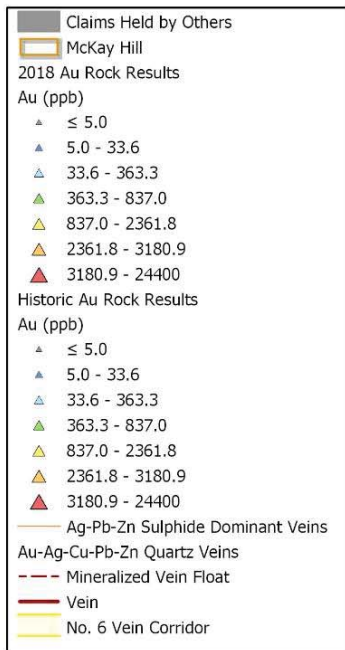 Claims Held by Others
McKay Hill
2018 Au Rock Results
Au (ppb)
≤ 5.0
5.0 - 33.6
33.6 - 363.3
363.3 - 837.0
837.0 - 2361.8
2361.8 - 3180.9
3180.9 - 24400
Historic Au Rock Results
Au (ppb)
≤ 5.0
5.0 - 33.6
33.6 - 363.3
363.3 - 837.0
837.0 - 2361.8
2361.8 - 3180.9
3180.9 - 24400
Ag-Pb-Zn Sulphide Dominant Veins
Au-Ag-Cu-Pb-Zn Quartz Veins
Mineralized Vein Float
Vein
No. 6 Vein Corridor